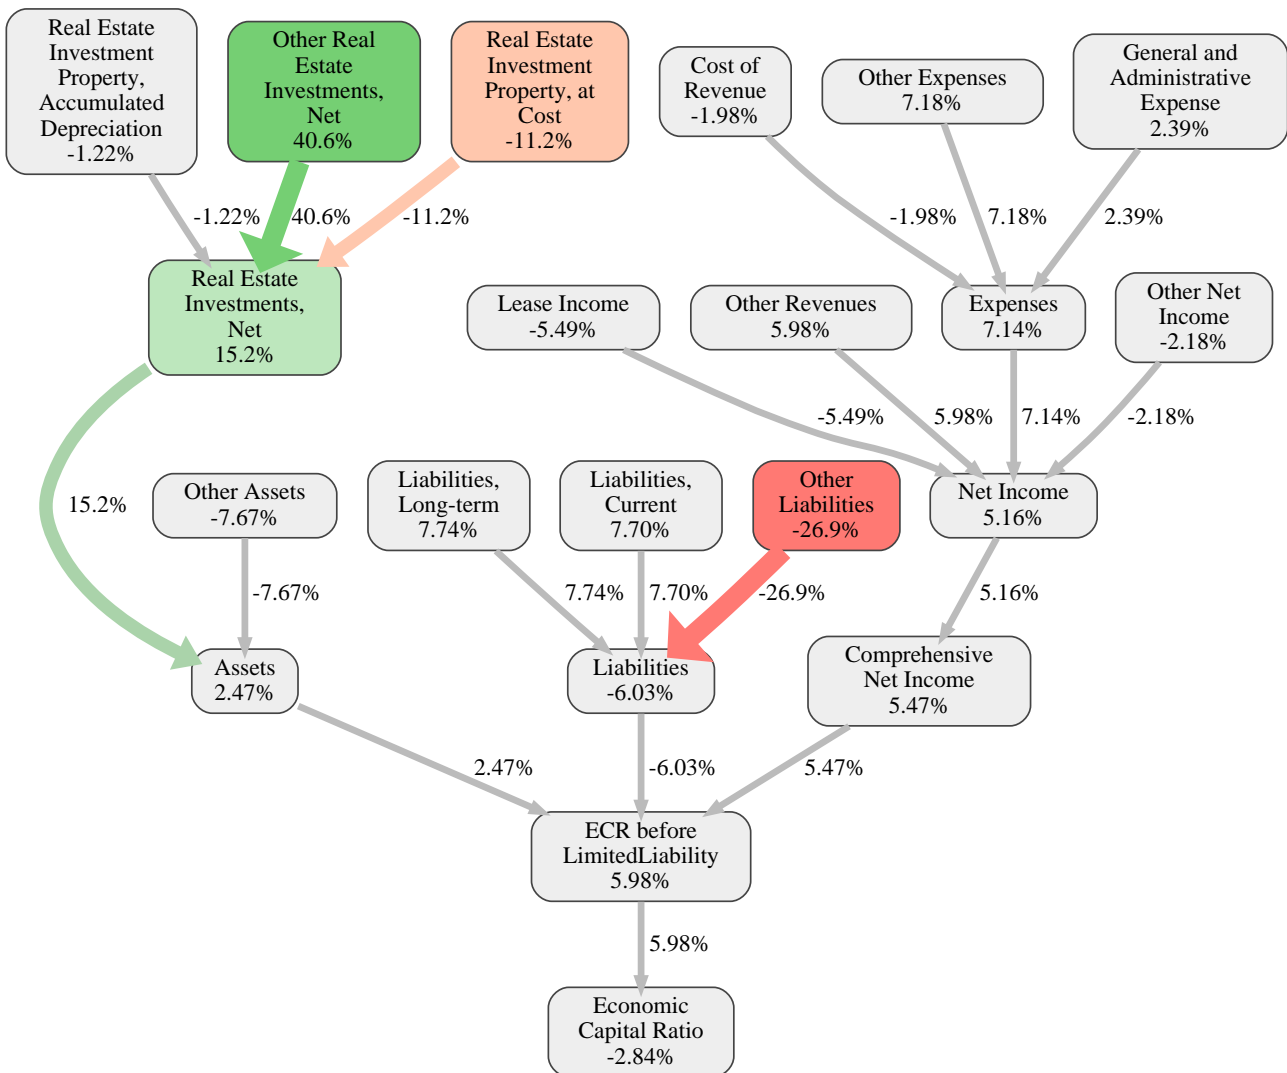 Real Estate
Investment
Property,
Accumulated
Depreciation
-1.22%
Other Real
Estate
Investments,
Net
40.6%
Real Estate
Investment
Property, at
Cost
-11.2%
Cost of
Revenue
-1.98%
Other Expenses
7.18%
General and
Administrative
Expense
2.39%
-1.22%
40.6%
-11.2%
-1.98%
7.18%
2.39%
Real Estate
Investments,
Net
15.2%
Lease Income
-5.49%
Other Revenues
5.98%
Expenses
7.14%
Other Net
Income
-2.18%
-5.49%
5.98%
7.14%
-2.18%
15.2%
Other Assets
-7.67%
Liabilities,
Long-term
7.74%
Liabilities,
Current
7.70%
Other
Liabilities
-26.9%
Net Income
5.16%
-7.67%
7.74%
7.70%
-26.9%
5.16%
Assets
2.47%
Liabilities
-6.03%
Comprehensive
Net Income
5.47%
2.47%
-6.03%
5.47%
ECR before
LimitedLiability
5.98%
5.98%
Economic
Capital Ratio
-2.84%